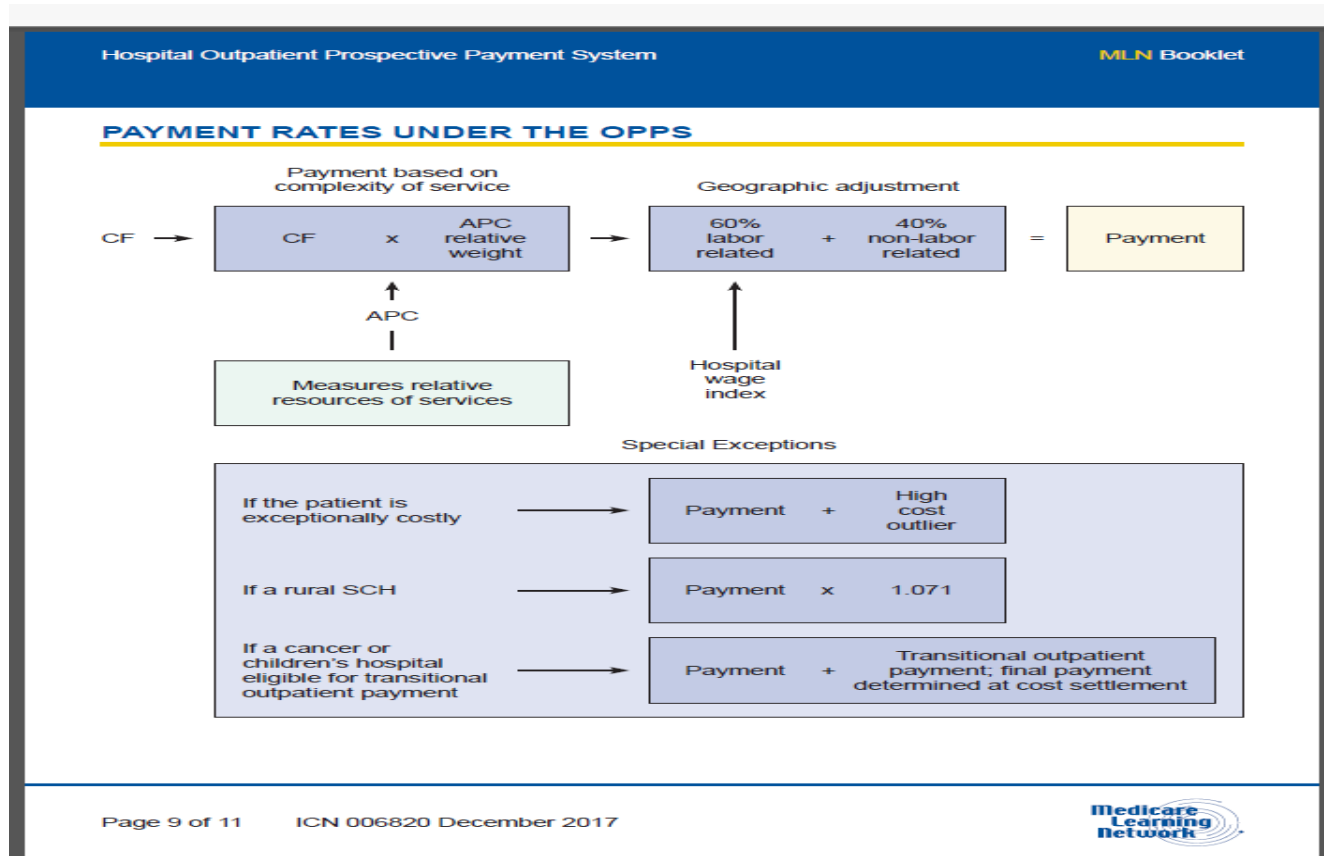 Hospital Outpatient Prospective Payment System
MLN Booklet
PAYMENT RATES UNDER THE OPPS
Payment based on
complexity of service
Geographic adjustment
CF
CF x APC
relative
weight
60%
labor
related
+
40%
non-labor
related
=
Payment
APC
Measures relative
resources of services
Hospital
wage
index
Special Exceptions
If the patient is
exceptionally costly
Payment +
High
cost
outlier
If a rural SCH
Payment x 1.071
If a cancer or
children's hospital
eligible for transitional
outpatient payment
Payment +
Transitional outpatient
payment; final payment
determined at cost settlement
Page 9 of 11
ICN 006820 December 2017
Medicare
Learning
Network